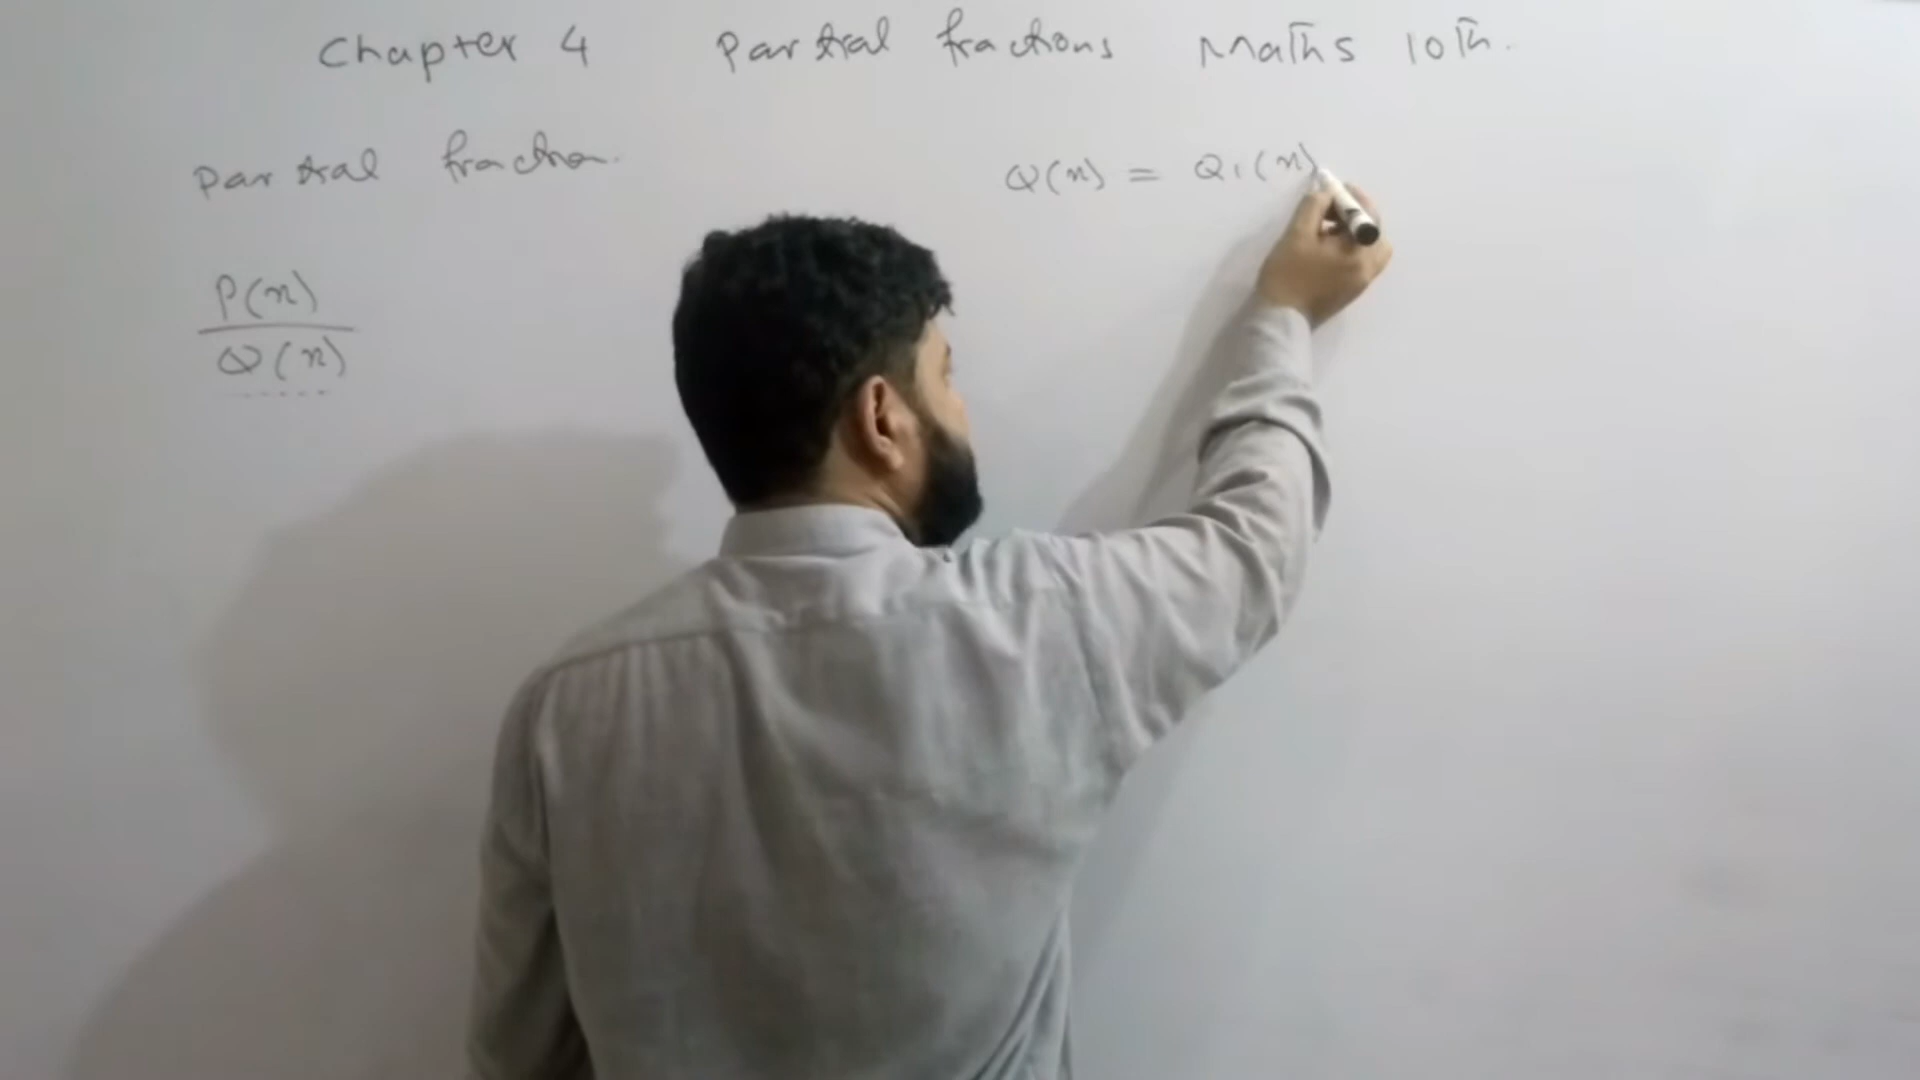 Chapter 4 Partial fractions Maths 10th.
Partial fraction.
Q(x) = Q1(x)
P(x)
Q(x)